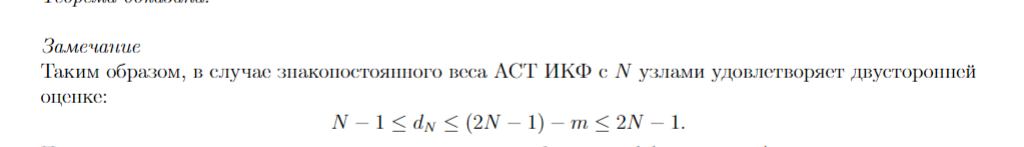 Замечание
Таким образом, в случае знакопостоянного веса АСТ ИКФ с N узлами удовлетворяет двусторонней
оценке:
N − 1 ≤ d_N ≤ (2N − 1) − m ≤ 2N − 1.